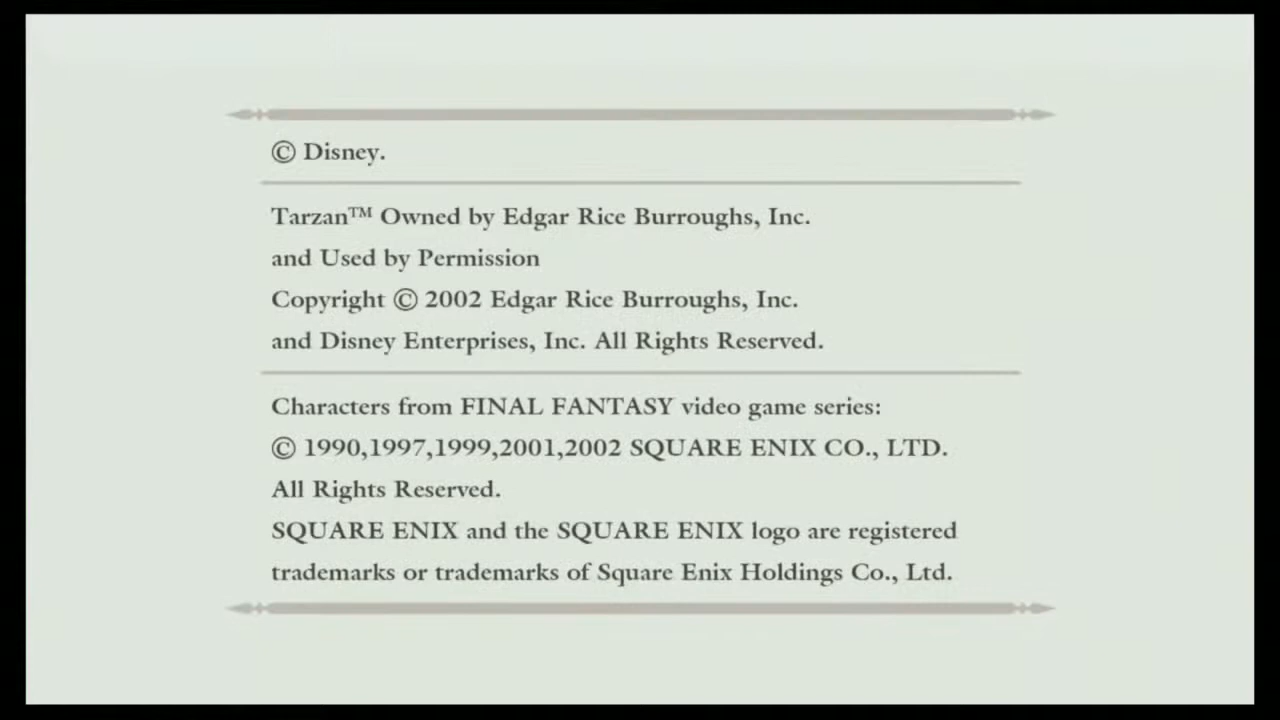 © Disney.
Tarzan™ Owned by Edgar Rice Burroughs, Inc.
and Used by Permission
Copyright © 2002 Edgar Rice Burroughs, Inc.
and Disney Enterprises, Inc. All Rights Reserved.
Characters from FINAL FANTASY video game series:
© 1990,1997,1999,2001,2002 SQUARE ENIX CO., LTD.
All Rights Reserved.
SQUARE ENIX and the SQUARE ENIX logo are registered
trademarks or trademarks of Square Enix Holdings Co., Ltd.